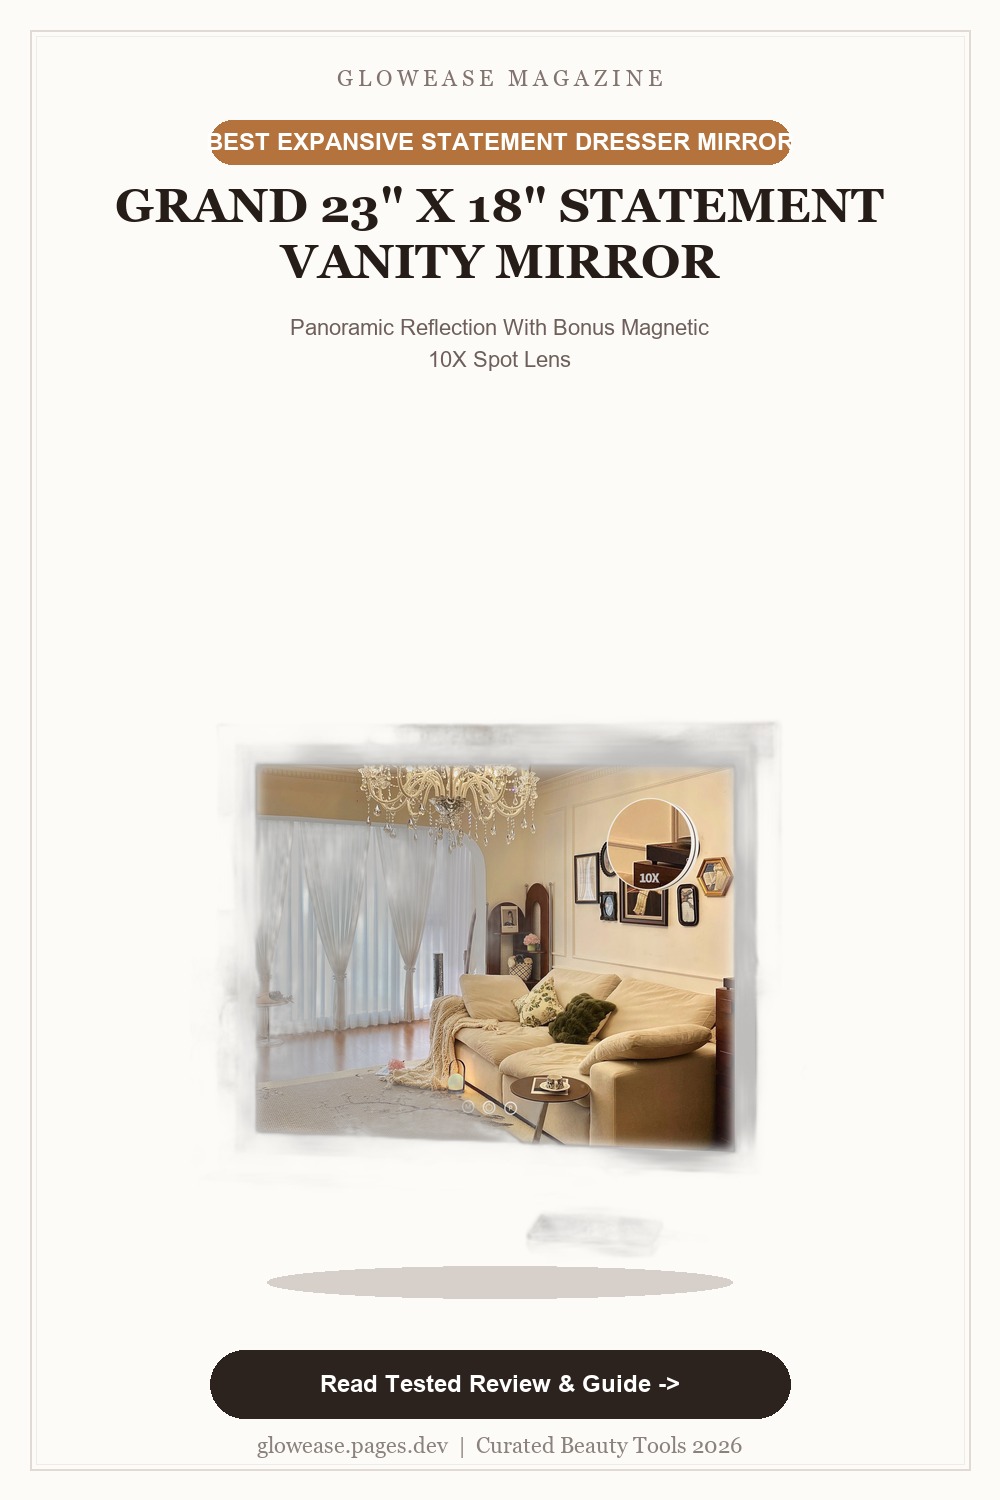 GLOWEASE MAGAZINE
BEST EXPANSIVE STATEMENT DRESSER MIRROR
GRAND 23" X 18" STATEMENT
VANITY MIRROR
Panoramic Reflection With Bonus Magnetic
10X Spot Lens
10X
Read Tested Review & Guide ->
glowease.pages.dev | Curated Beauty Tools 2026